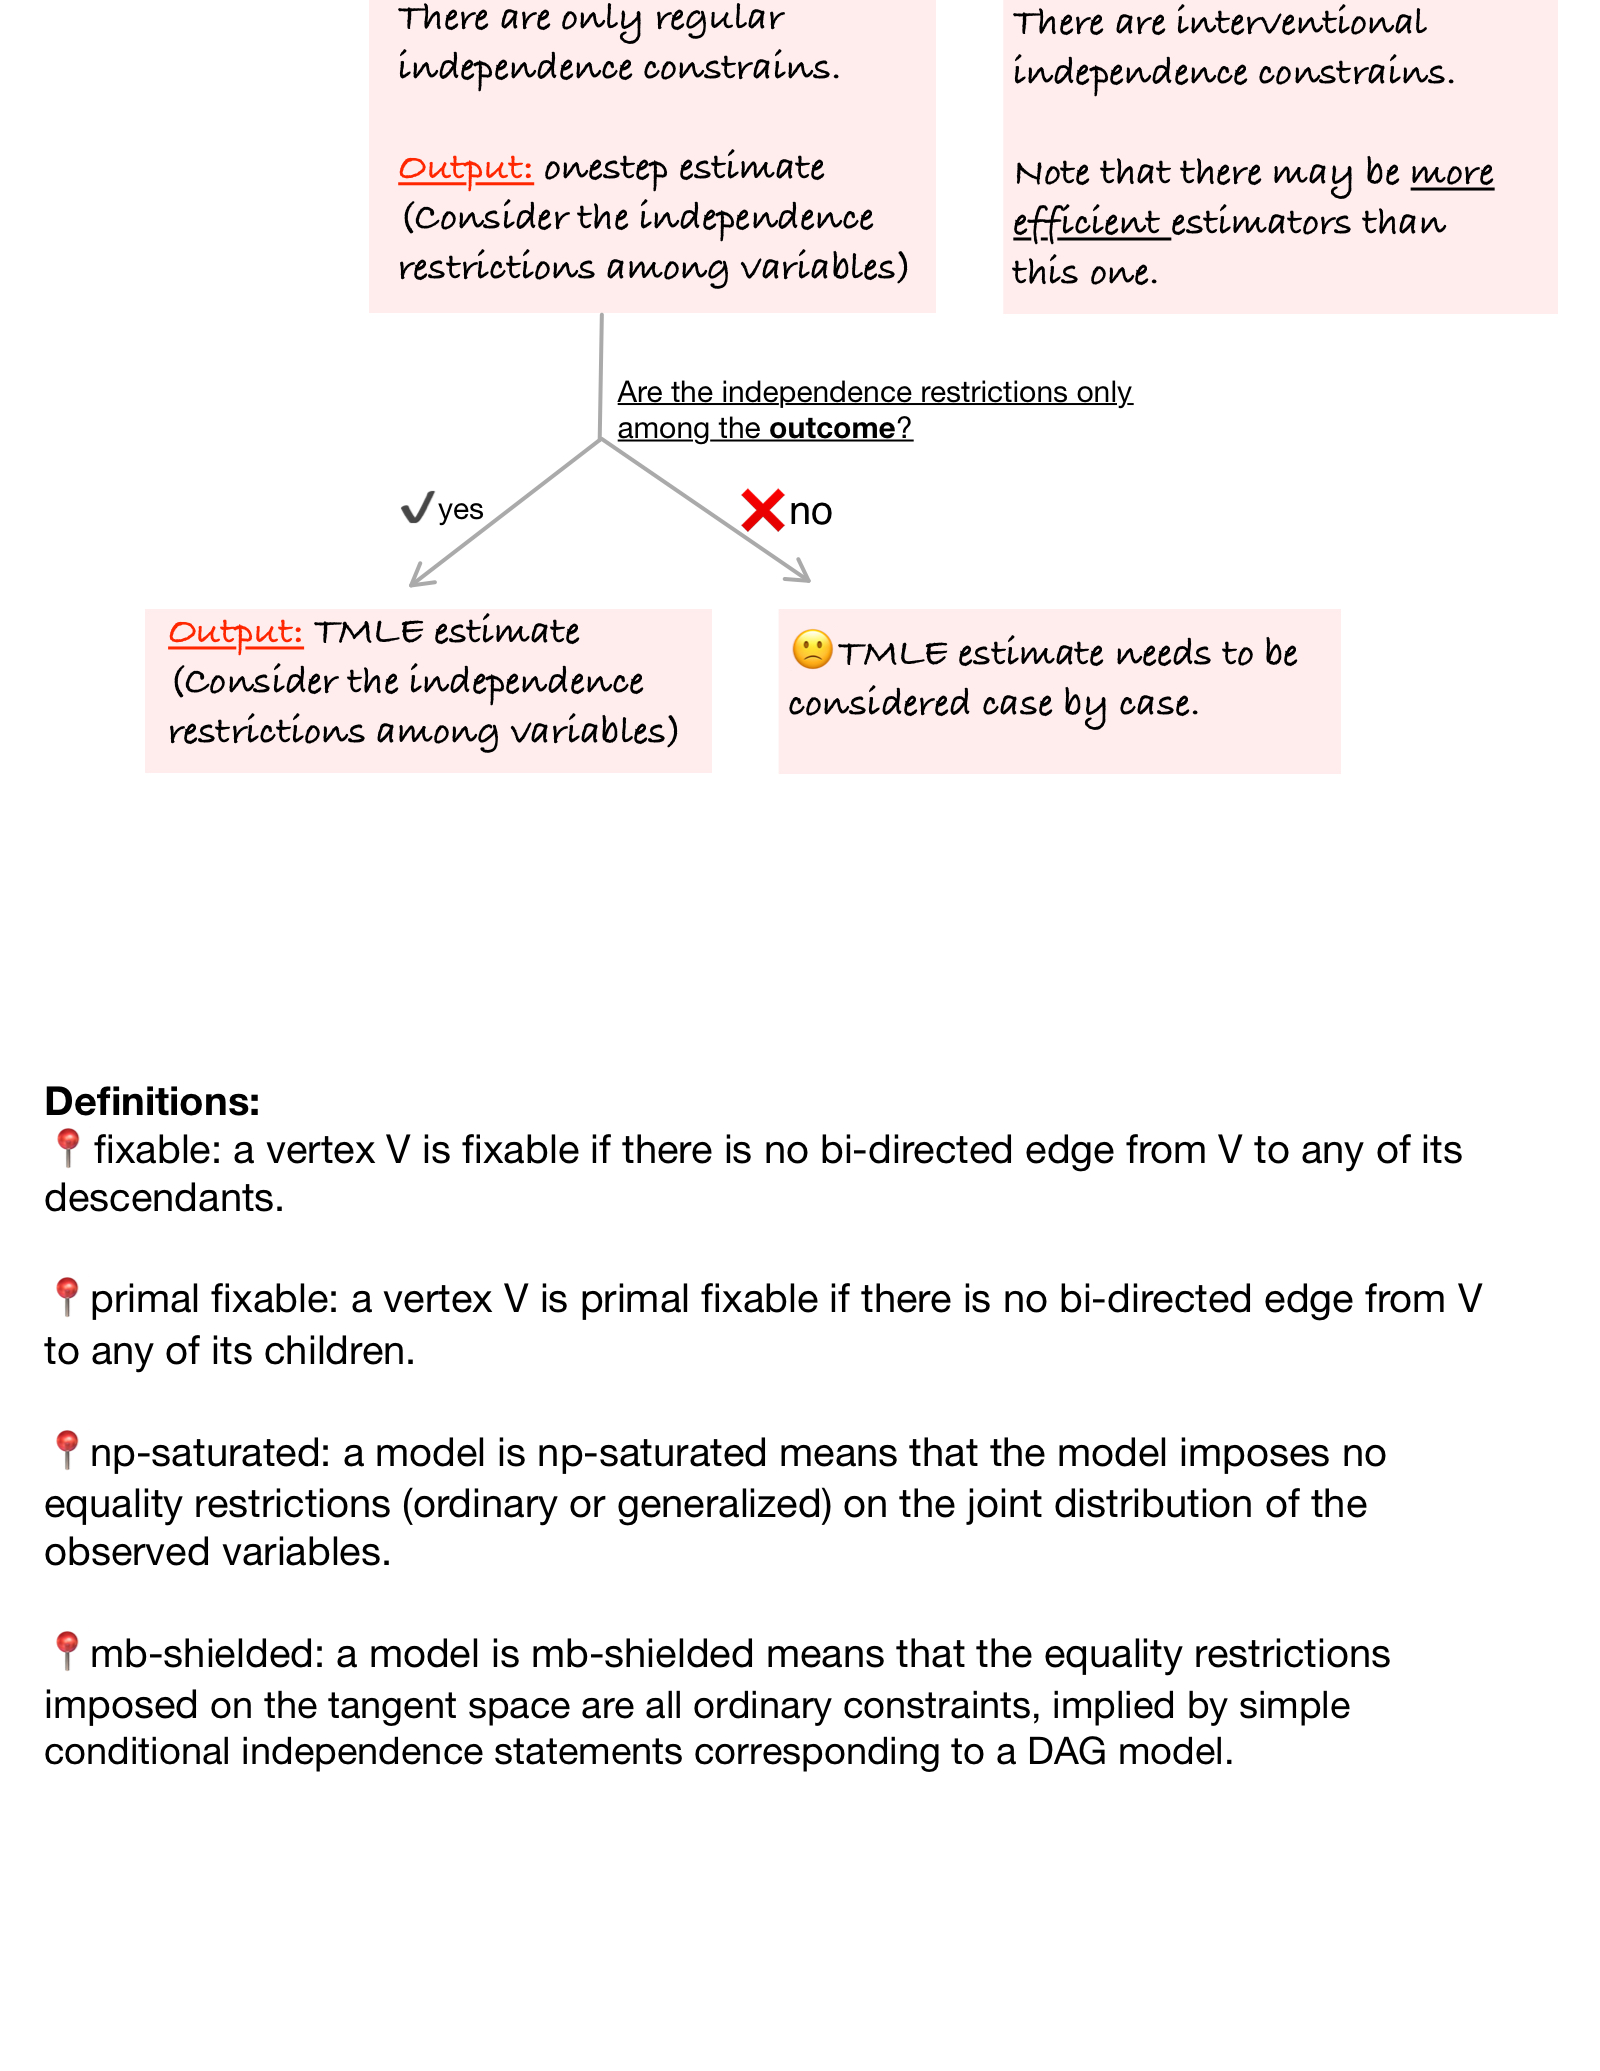 There are only regular
independence constrains.
Output: onestep estimate
(Consider the independence
restrictions among variables)
There are interventional
independence constrains.
Note that there may be more
efficient estimators than
this one.
Are the independence restrictions only
among the outcome?
yes
no
Output: TMLE estimate
(Consider the independence
restrictions among variables)
TMLE estimate needs to be
considered case by case.
Definitions:
fixable: a vertex V is fixable if there is no bi-directed edge from V to any of its
descendants.
primal fixable: a vertex V is primal fixable if there is no bi-directed edge from V
to any of its children.
np-saturated: a model is np-saturated means that the model imposes no
equality restrictions (ordinary or generalized) on the joint distribution of the
observed variables.
mb-shielded: a model is mb-shielded means that the equality restrictions
imposed on the tangent space are all ordinary constraints, implied by simple
conditional independence statements corresponding to a DAG model.